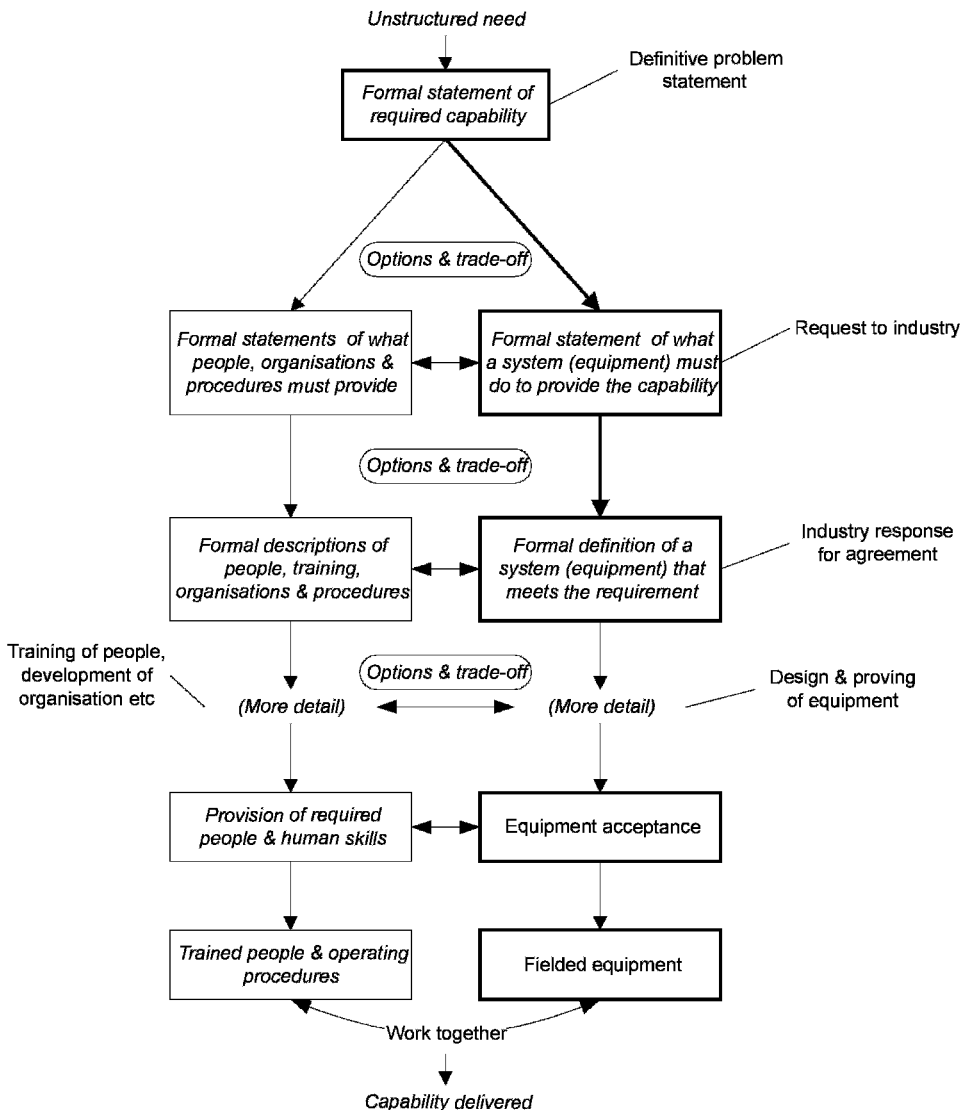 Unstructured need
Definitive problem
statement
Formal statement of
required capability
Options & trade-off
Formal statements of what
people, organisations &
procedures must provide
Formal statement of what
a system (equipment) must
do to provide the capability
Request to industry
Options & trade-off
Formal descriptions of
people, training,
organisations & procedures
Formal definition of a
system (equipment) that
meets the requirement
Industry response
for agreement
Training of people,
development of
organisation etc
Options & trade-off
(More detail)
(More detail)
Design & proving
of equipment
Provision of required
people & human skills
Equipment acceptance
Trained people & operating
procedures
Fielded equipment
Work together
Capability delivered